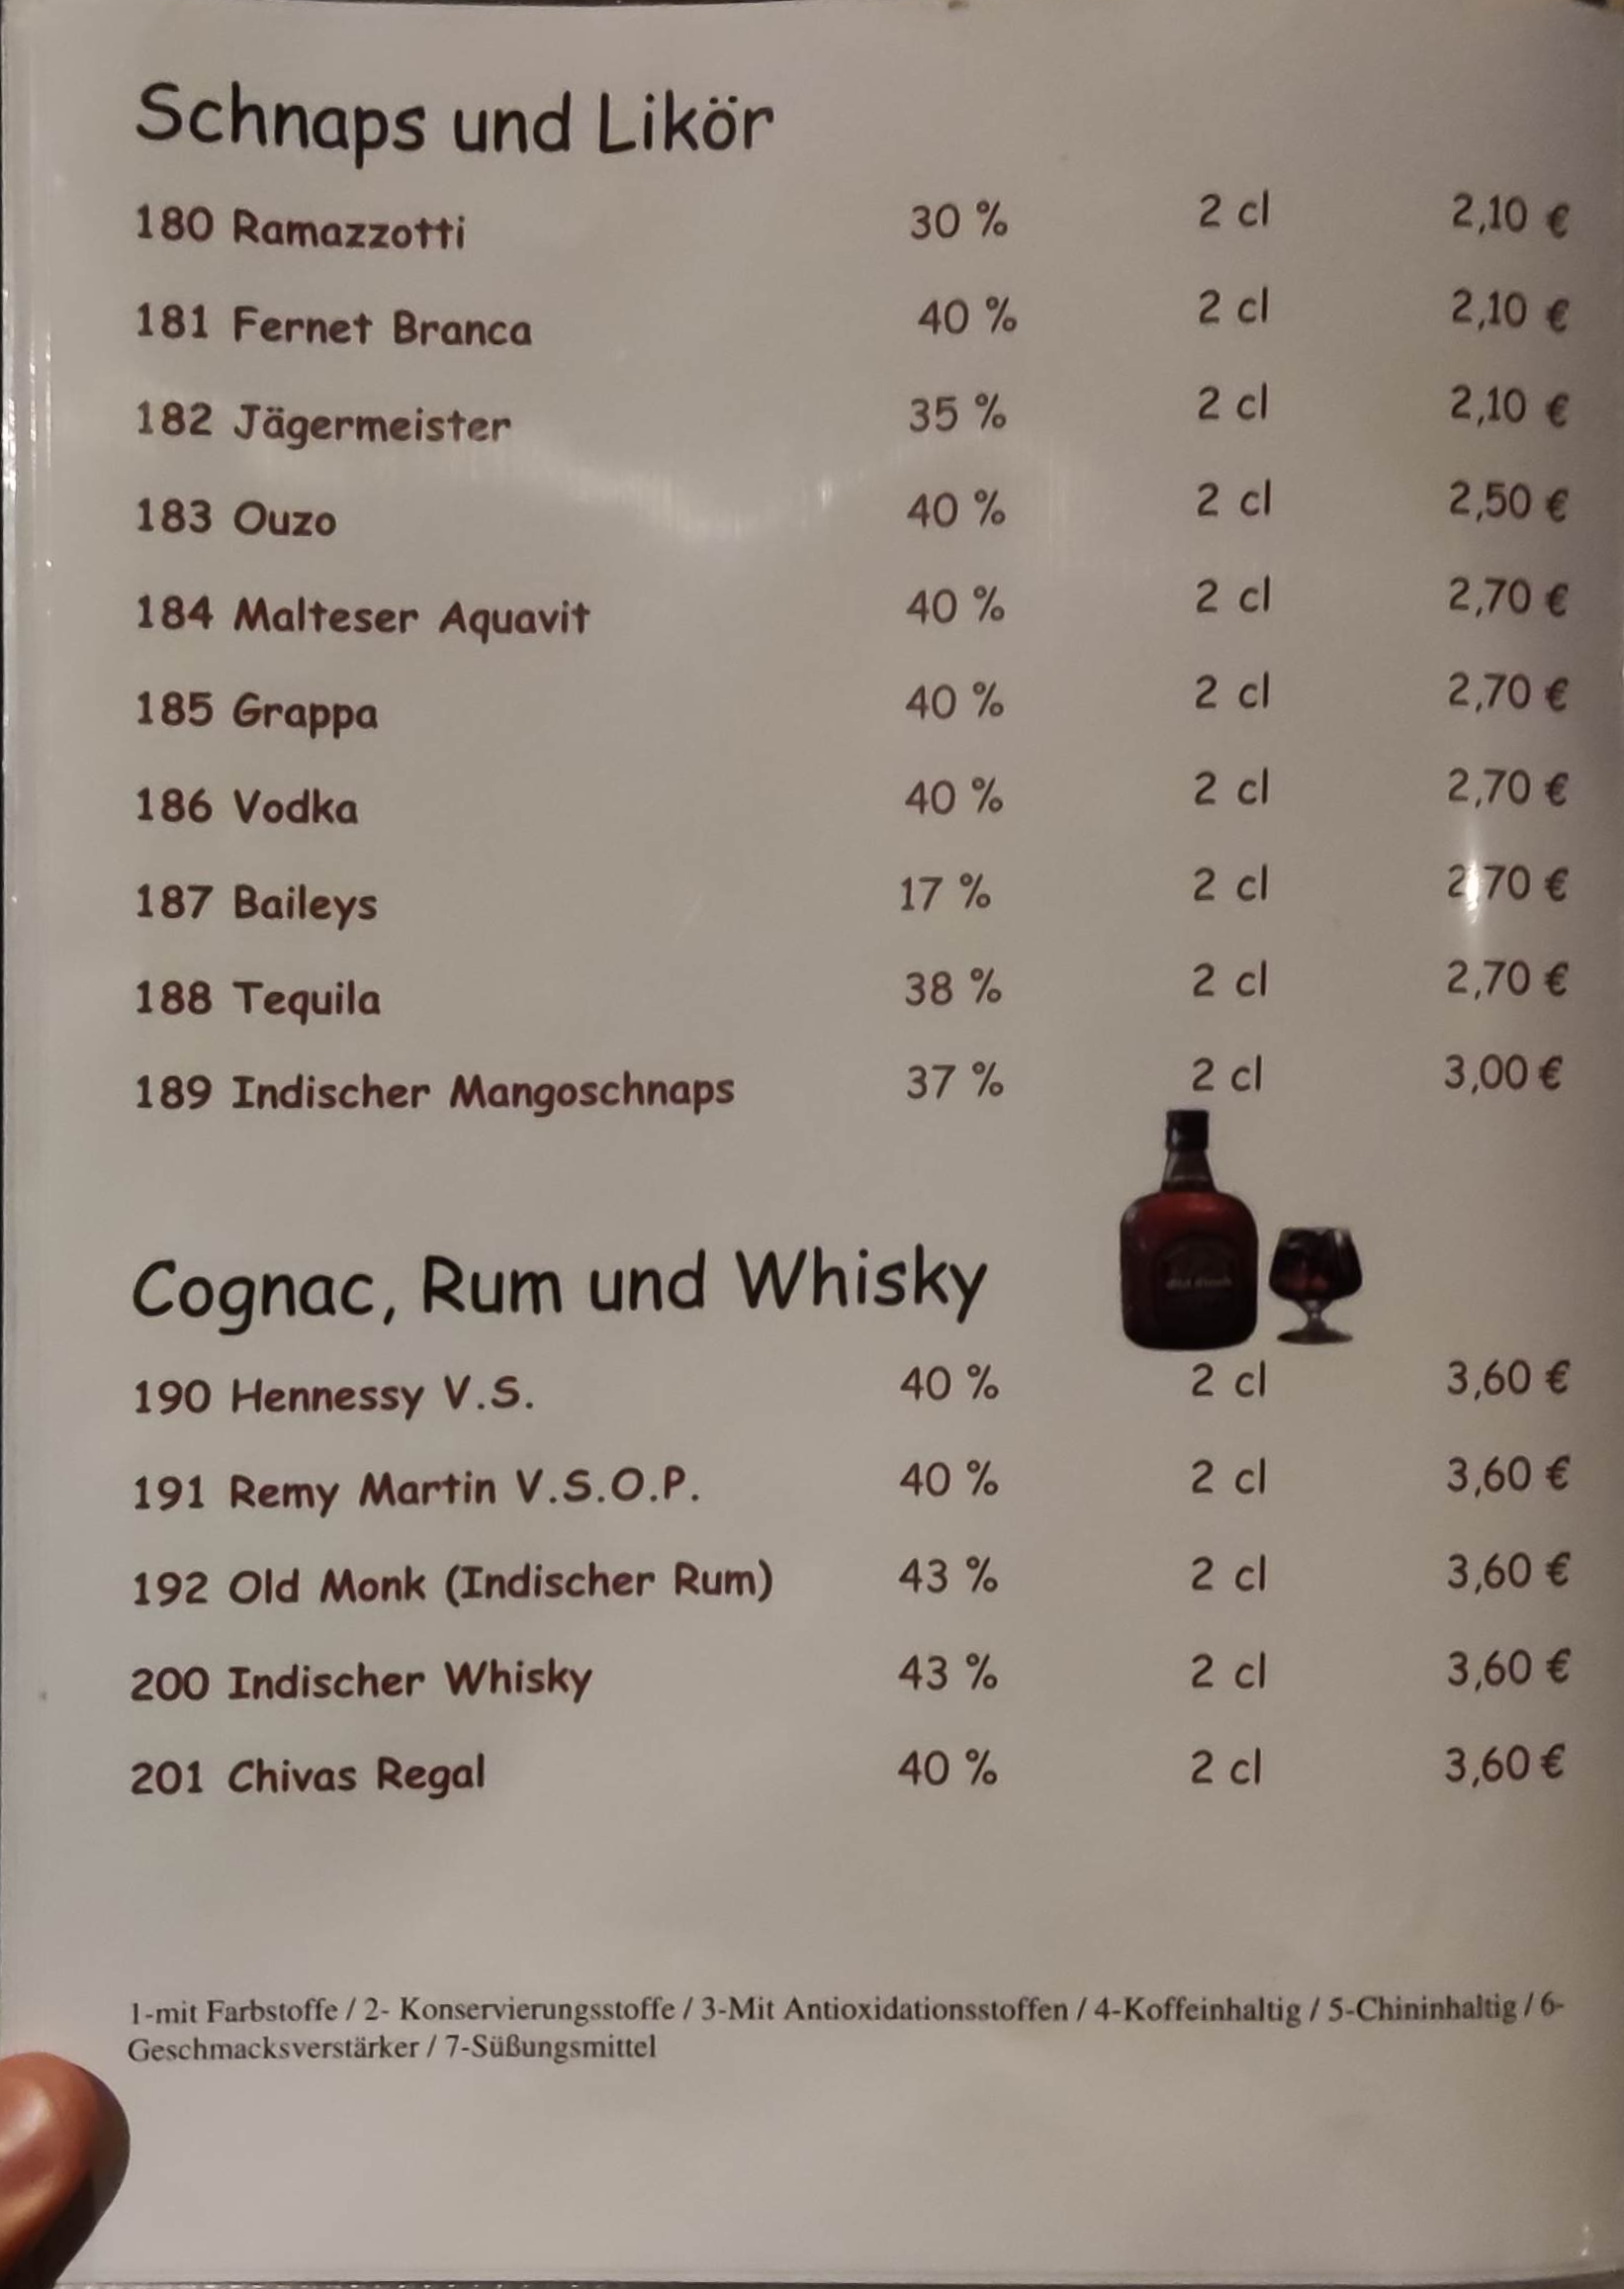 Schnaps und Likör
180 Ramazzotti 30 % 2 cl 2,10 €
181 Fernet Branca 40 % 2 cl 2,10 €
182 Jägermeister 35 % 2 cl 2,10 €
183 Ouzo 40 % 2 cl 2,50 €
184 Malteser Aquavit 40 % 2 cl 2,70 €
185 Grappa 40 % 2 cl 2,70 €
186 Vodka 40 % 2 cl 2,70 €
187 Baileys 17 % 2 cl 2,70 €
188 Tequila 38 % 2 cl 2,70 €
189 Indischer Mangoschnaps 37 % 2 cl 3,00 €
Cognac, Rum und Whisky
190 Hennessy V.S. 40 % 2 cl 3,60 €
191 Remy Martin V.S.O.P. 40 % 2 cl 3,60 €
192 Old Monk (Indischer Rum) 43 % 2 cl 3,60 €
200 Indischer Whisky 43 % 2 cl 3,60 €
201 Chivas Regal 40 % 2 cl 3,60 €
1-mit Farbstoffe / 2- Konservierungsstoffe / 3-Mit Antioxidationsstoffen / 4-Koffeinhaltig / 5-Chininhaltig / 6-
Geschmacksverstärker / 7-Süßungsmittel